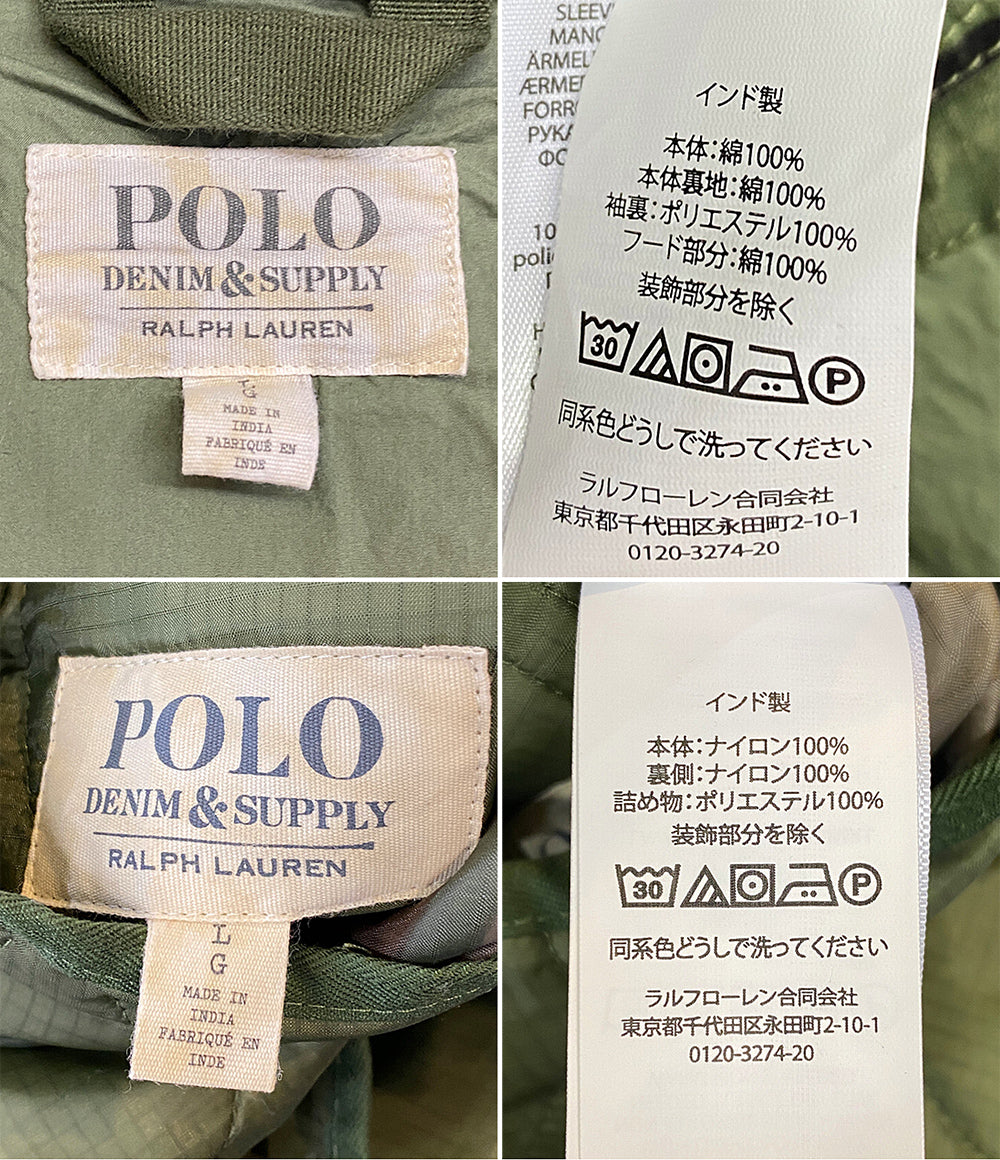 POLO
DENIM & SUPPLY
RALPH LAUREN
L
G
MADE IN
INDIA
FABRIQUÉ EN
INDE
SLEEV
MANG
ÄRMEL
ÆRMER
FORR
РУКА
10
polie
H
インド製
本体:綿100%
本体裏地:綿100%
袖裏:ポリエステル100%
フード部分:綿100%
装飾部分を除く
30
P
同系色どうしで洗ってください
ラルフローレン合同会社
東京都千代田区永田町2-10-1
0120-3274-20
POLO
DENIM & SUPPLY
RALPH LAUREN
L
G
MADE IN
INDIA
FABRIQUÉ EN
INDE
インド製
本体:ナイロン100%
裏側:ナイロン100%
詰め物:ポリエステル100%
装飾部分を除く
30
P
同系色どうしで洗ってください
ラルフローレン合同会社
東京都千代田区永田町2-10-1
0120-3274-20